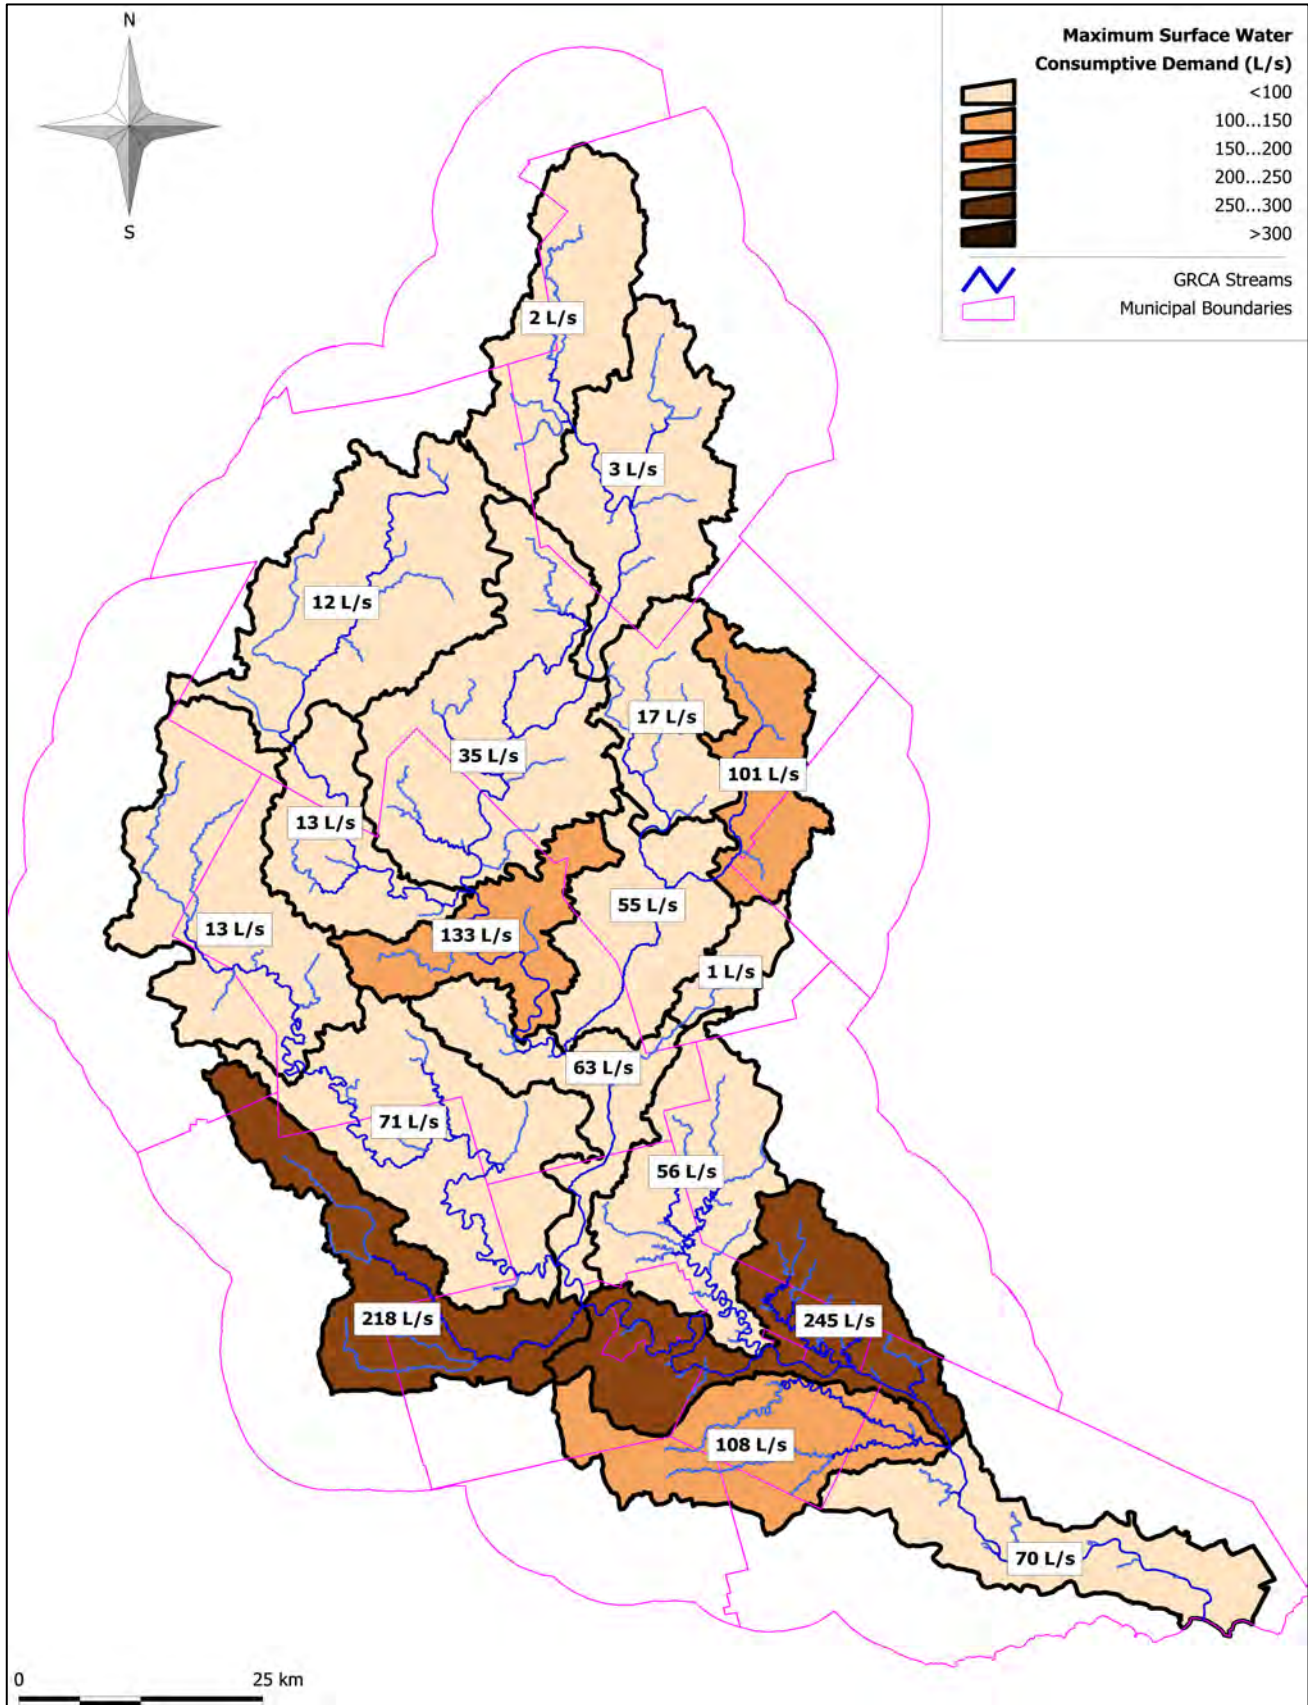 N
S
Maximum Surface Water
Consumptive Demand (L/s)
<100
100...150
150...200
200...250
250...300
>300
GRCA Streams
Municipal Boundaries
2 L/s
3 L/s
12 L/s
17 L/s
35 L/s
101 L/s
13 L/s
55 L/s
13 L/s
133 L/s
1 L/s
63 L/s
71 L/s
56 L/s
218 L/s
245 L/s
108 L/s
70 L/s
0 25 km